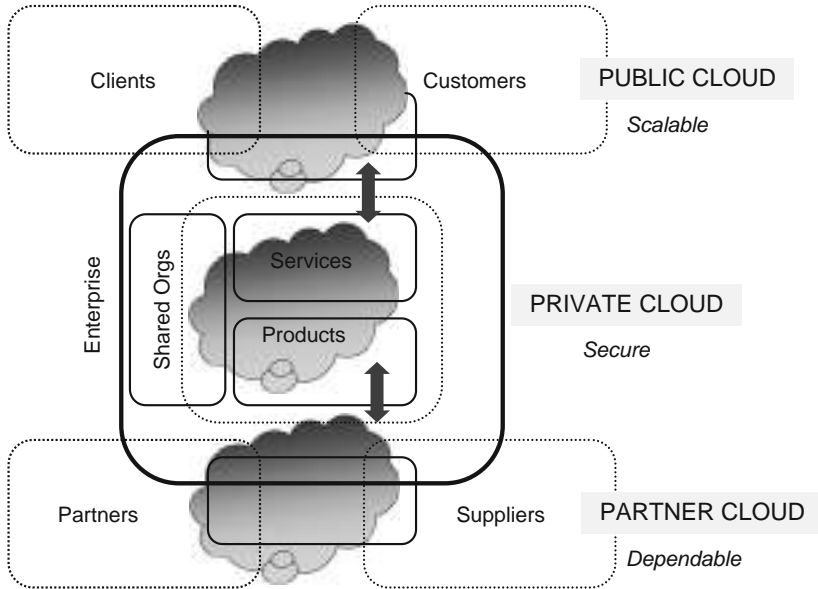 Clients
Customers
PUBLIC CLOUD
Scalable
Enterprise
Shared Orgs
Services
Products
PRIVATE CLOUD
Secure
Partners
Suppliers
PARTNER CLOUD
Dependable